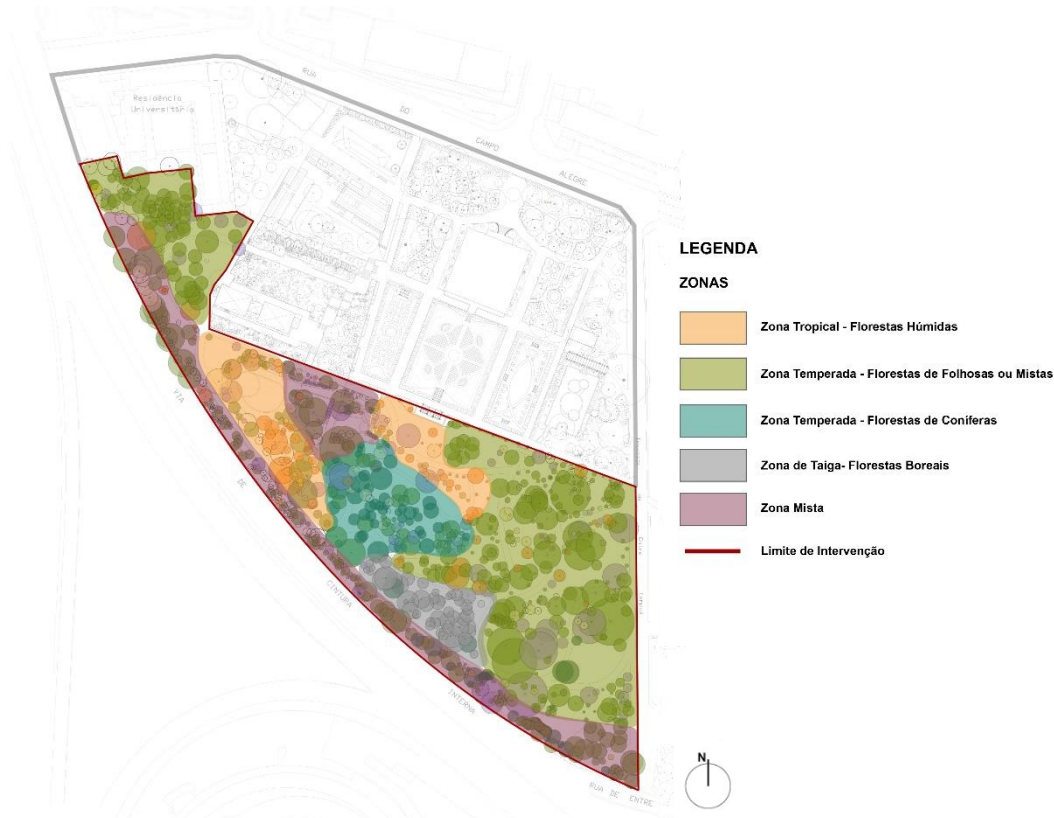 RUA
DO
CAMPO
ALEGRE
Residência
Universitária
VIA
DE
CINTURA
INTERNA
RUA DE ENTRE
N
LEGENDA
ZONAS
Zona Tropical - Florestas Húmidas
Zona Temperada - Florestas de Folhosas ou Mistas
Zona Temperada - Florestas de Coníferas
Zona de Taiga- Florestas Boreais
Zona Mista
Limite de Intervenção